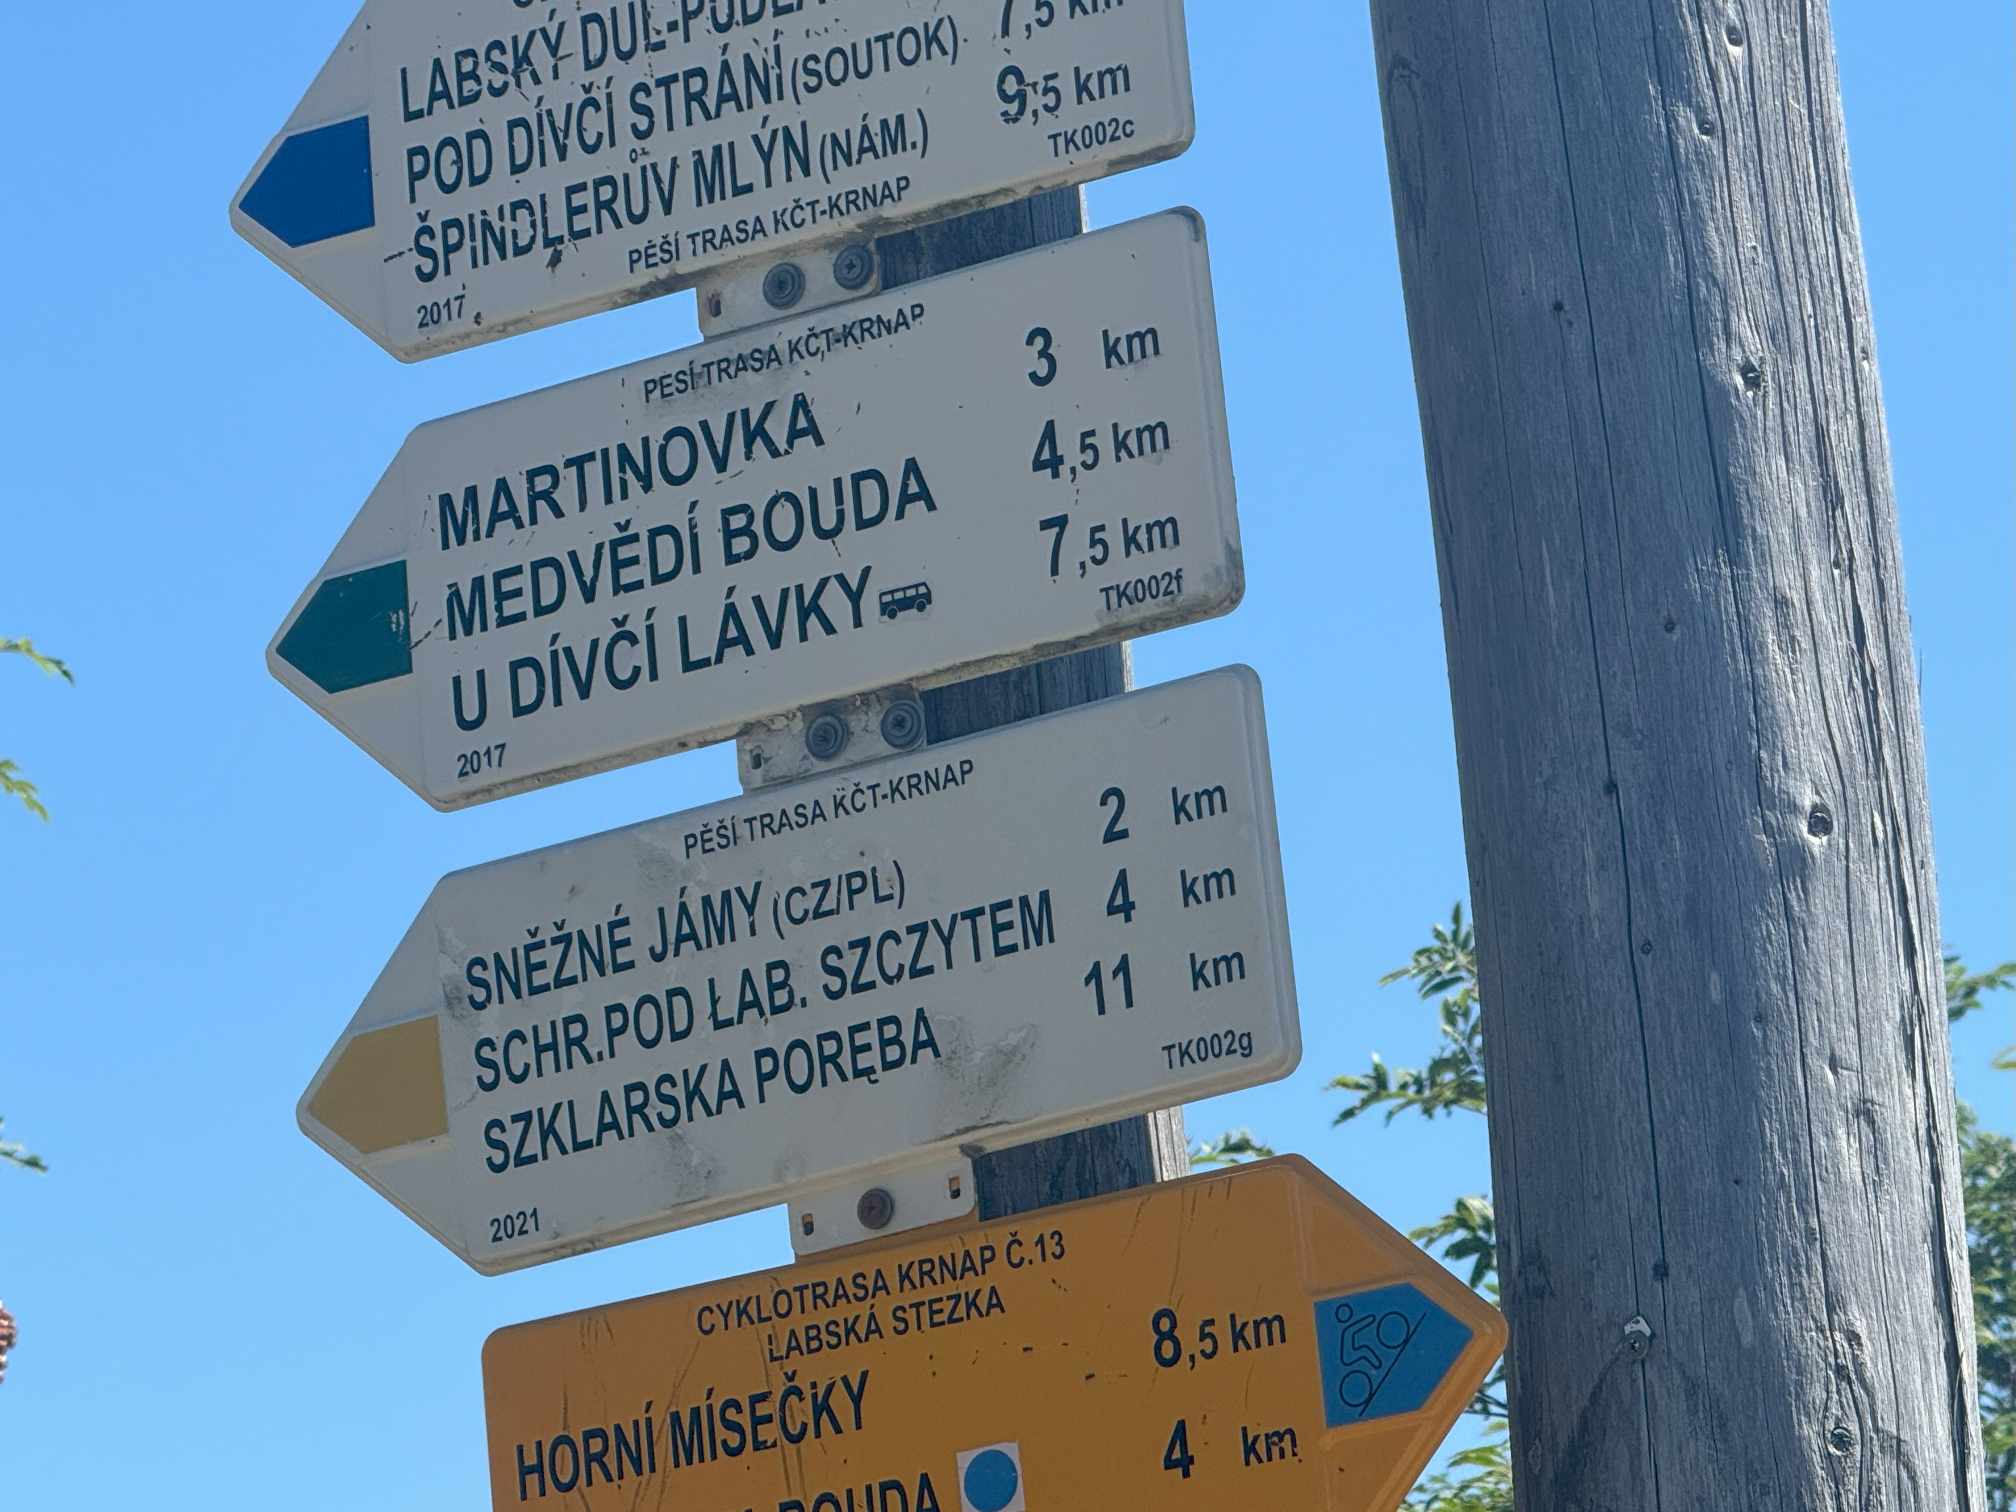 LABSKÝ DŮL-PUDLAVA 7,5 km
POD DÍVČÍ STRÁNÍ (SOUTOK)
ŠPINDLERŮV MLÝN (NÁM.) 9,5 km
TK002c
PĚŠÍ TRASA KČT-KRNAP
2017
PĚŠÍ TRASA KČT-KRNAP
MARTINOVKA 3 km
MEDVĚDÍ BOUDA 4,5 km
U DÍVČÍ LÁVKY 7,5 km
TK002f
2017
PĚŠÍ TRASA KČT-KRNAP
SNĚŽNÉ JÁMY (CZ/PL) 2 km
SCHR.POD ŁAB. SZCZYTEM 4 km
SZKLARSKA PORĘBA 11 km
TK002g
2021
CYKLOTRASA KRNAP Č.13
LABSKÁ STEZKA
HORNÍ MÍSEČKY 8,5 km
BOUDA 4 km